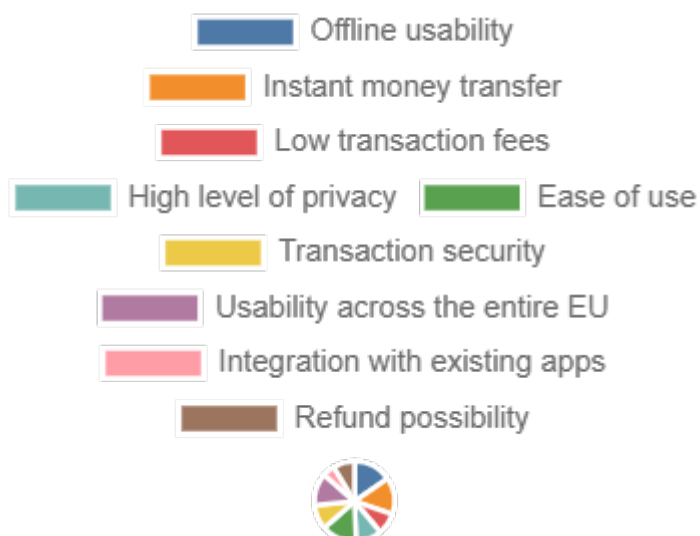 Offline usability
Instant money transfer
Low transaction fees
High level of privacy Ease of use
Transaction security
Usability across the entire EU
Integration with existing apps
Refund possibility